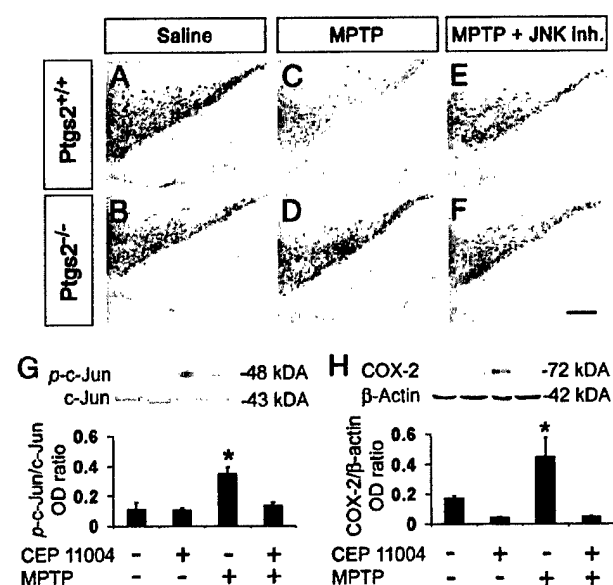 Saline MPTP MPTP + JNK inh.
Ptgs2+/+
A C E
Ptgs2-/-
B D F
G p-c-Jun -48 kDA
c-Jun -43 kDA
H COX-2 -72 kDA
β-Actin -42 kDA
p-c-Jun/c-Jun
OD ratio
0.6
0.4
0.2
0
*
CEP 11004 - + - +
MPTP - - + +
COX-2/β-actin
OD ratio
0.6
0.4
0.2
0
*
CEP 11004 - + - +
MPTP - - + +